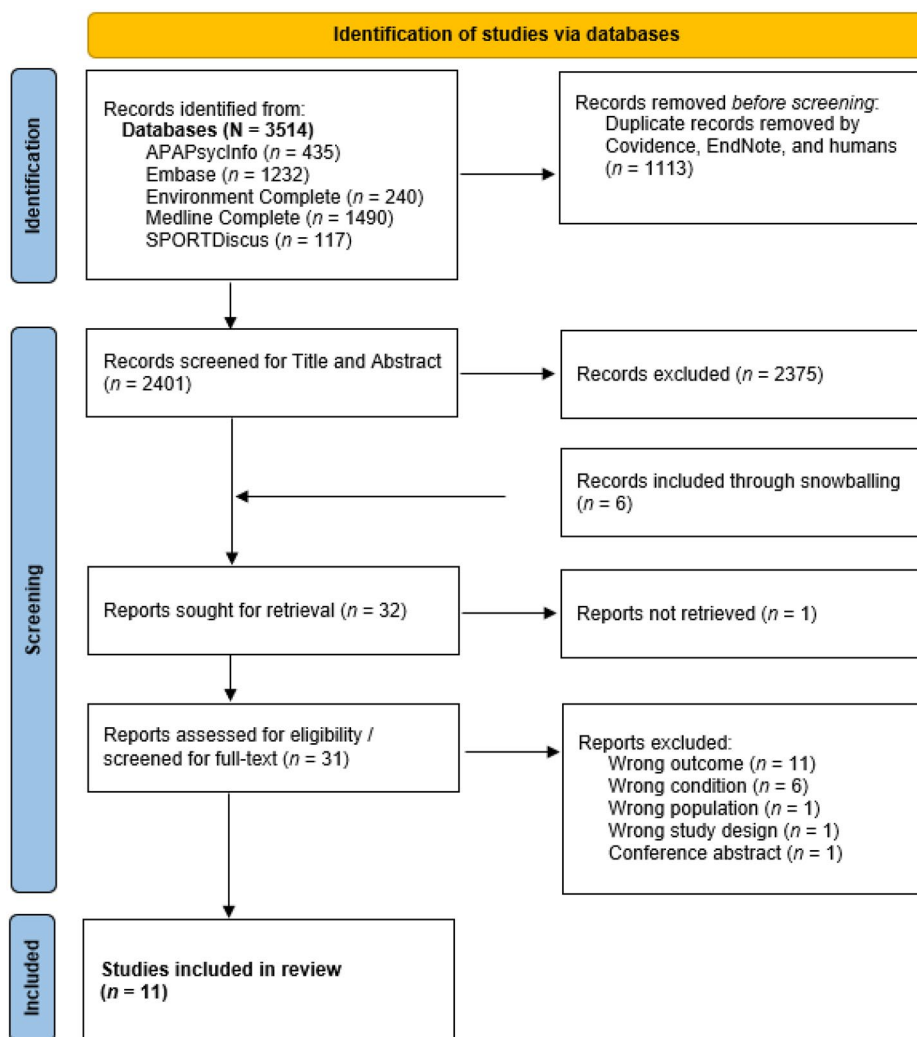 Identification of studies via databases
Identification
Records identified from:
Databases (N = 3514)
APAPsycInfo (n = 435)
Embase (n = 1232)
Environment Complete (n = 240)
Medline Complete (n = 1490)
SPORTDiscus (n = 117)
Records removed before screening:
Duplicate records removed by
Covidence, EndNote, and humans
(n = 1113)
Screening
Records screened for Title and Abstract
(n = 2401)
Records excluded (n = 2375)
Records included through snowballing
(n = 6)
Reports sought for retrieval (n = 32)
Reports not retrieved (n = 1)
Reports assessed for eligibility /
screened for full-text (n = 31)
Reports excluded:
Wrong outcome (n = 11)
Wrong condition (n = 6)
Wrong population (n = 1)
Wrong study design (n = 1)
Conference abstract (n = 1)
Included
Studies included in review
(n = 11)